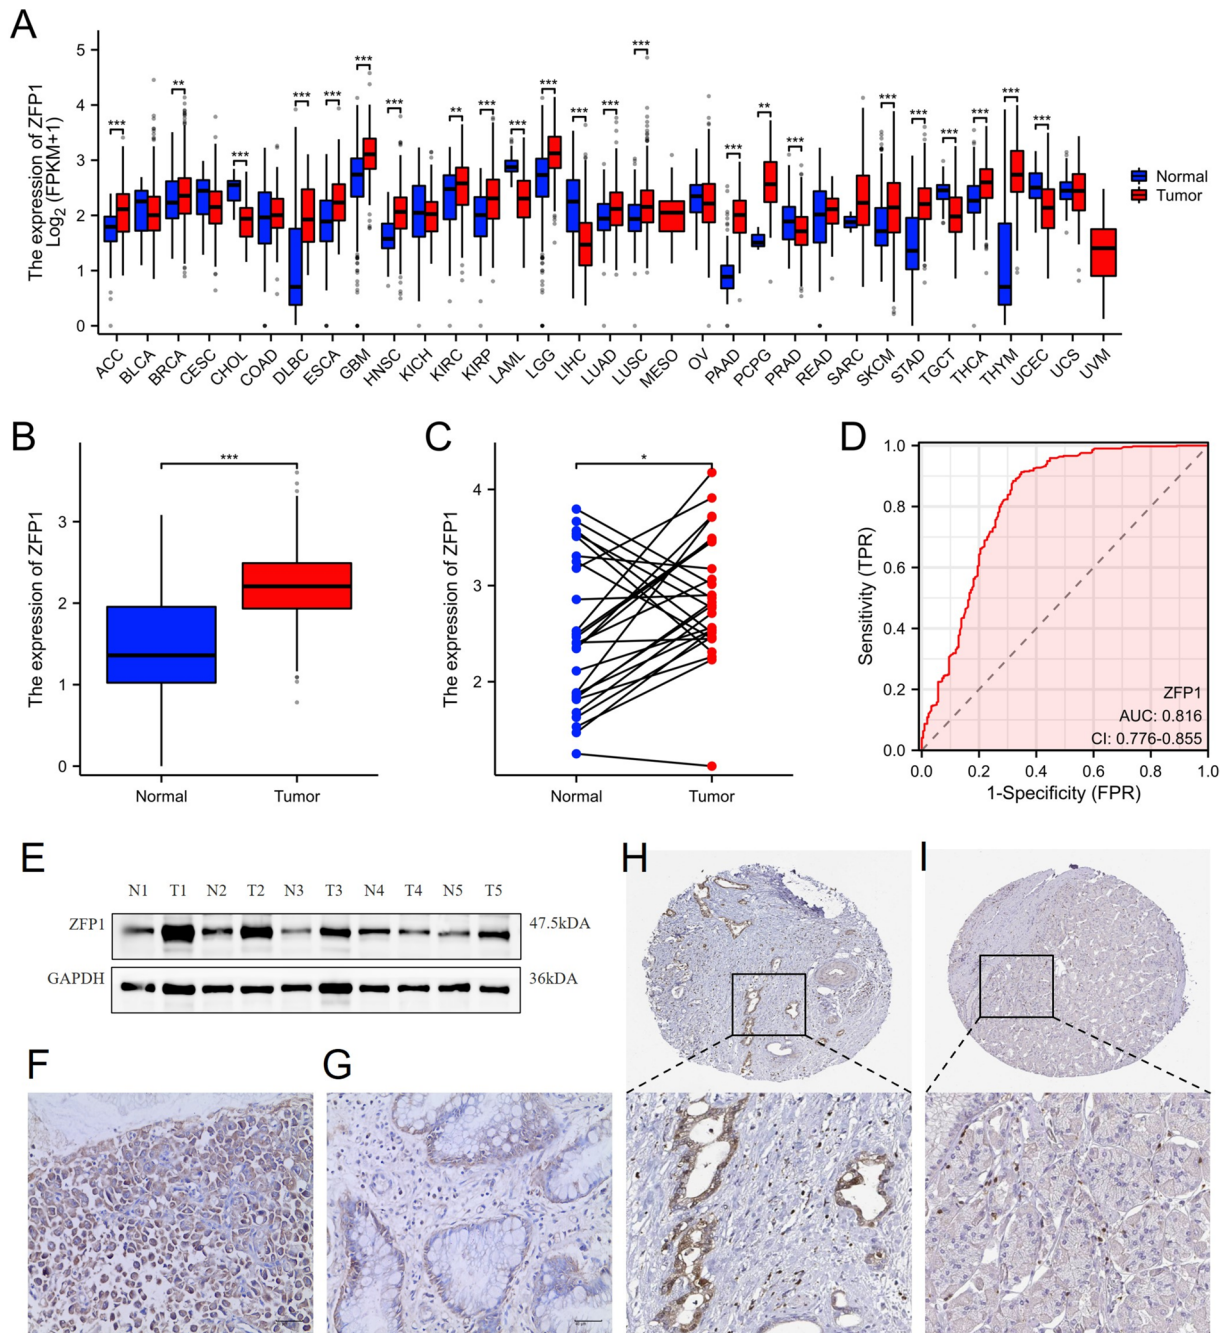 A
The expression of ZFP1
Log2 (FPKM+1)
5
4
3
2
1
0
** *** *** *** *** ***
*** *** *** ** *** *** *** *** *** *** ** *** *** *** *** *** **
ACC BLCA BRCA CESC CHOL COAD DLBC ESCA GBM HNSC KICH KIRC KIRP LAML LGG LIHC LUAD LUSC MESO OV PAAD PCPG PRAD READ SARC SKCM STAD TGCT THCA THYM UCEC UCS UVM
Normal
Tumor
B
The expression of ZFP1
3
2
1
0
***
Normal Tumor
C
The expression of ZFP1
4
3
2
*
Normal Tumor
D
Sensitivity (TPR)
1.0
0.8
0.6
0.4
0.2
0.0
ZFP1
AUC: 0.816
CI: 0.776-0.855
0.0 0.2 0.4 0.6 0.8 1.0
1-Specificity (FPR)
E
N1 T1 N2 T2 N3 T3 N4 T4 N5 T5
ZFP1 47.5kDA
GAPDH 36kDA
F
G
H
I